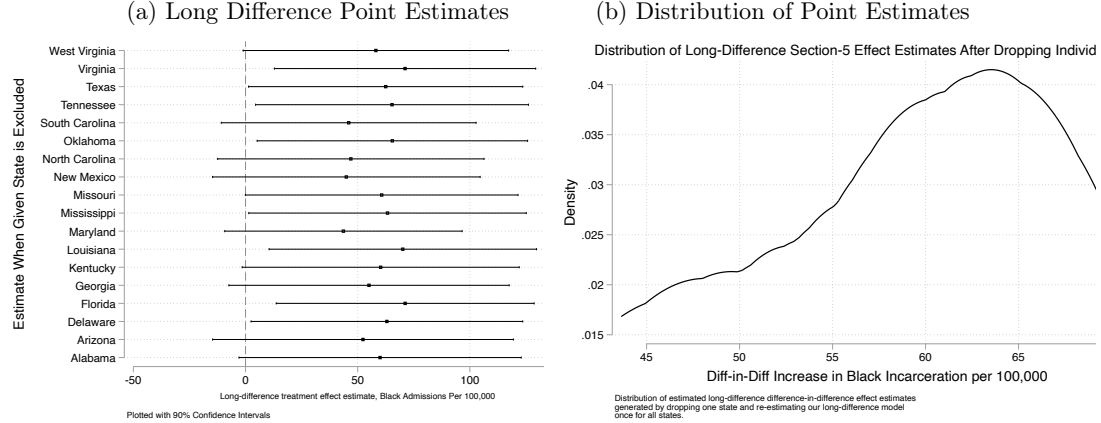 (a) Long Difference Point Estimates
Estimate When Given State is Excluded
West Virginia
Virginia
Texas
Tennessee
South Carolina
Oklahoma
North Carolina
New Mexico
Missouri
Mississippi
Maryland
Louisiana
Kentucky
Georgia
Florida
Delaware
Arizona
Alabama
-50 0 50 100
Long-difference treatment effect estimate, Black Admissions Per 100,000
Plotted with 90% Confidence Intervals
(b) Distribution of Point Estimates
Distribution of Long-Difference Section-5 Effect Estimates After Dropping Individ
Density
.04
.035
.03
.025
.02
.015
45 50 55 60 65
Diff-in-Diff Increase in Black Incarceration per 100,000
Distribution of estimated long-difference difference-in-difference effect estimates
generated by dropping one state and re-estimating our long-difference model
once for all states.